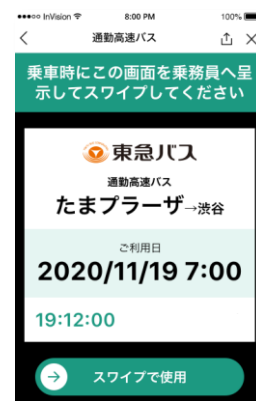 InVision 8:00 PM 100%
通勤高速バス
乗車時にこの画面を乗務員へ呈
示してスワイプしてください
東急バス
通勤高速バス
たまプラーザ→渋谷
ご利用日
2020/11/19 7:00
19:12:00
スワイプで使用